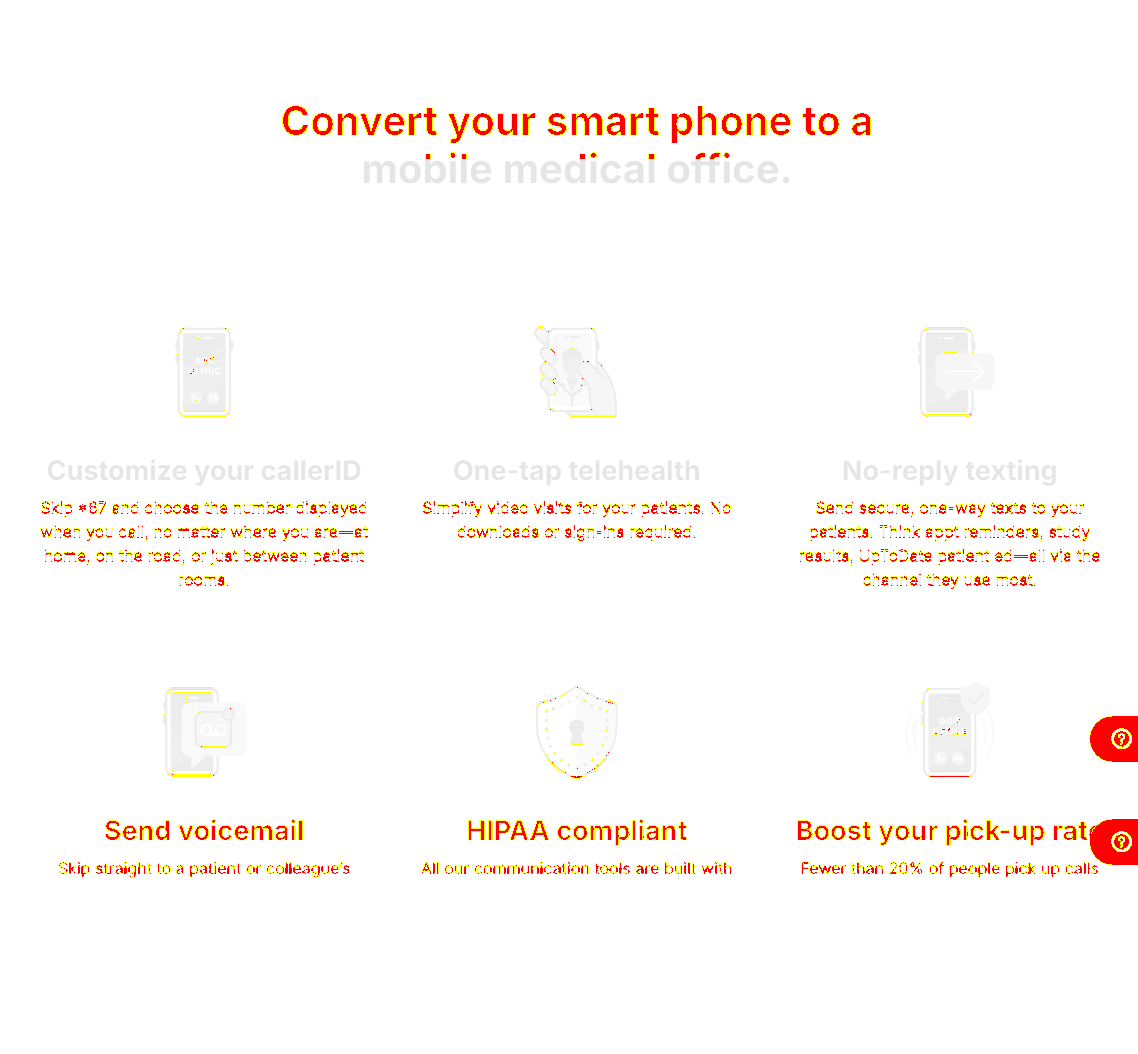 Convert your smart phone to a
mobile medical office.
CLINIC
Customize your callerID
One-tap telehealth
No-reply texting
Skip *67 and choose the number displayed
when you call, no matter where you are—at
home, on the road, or just between patient
rooms.
Simplify video visits for your patients. No
downloads or sign-ins required.
Send secure, one-way texts to your
patients. Think appt reminders, study
results, UpToDate patient ed—all via the
channel they use most.
DOC
Send voicemail
HIPAA compliant
Boost your pick-up rate
Skip straight to a patient or colleague's
All our communication tools are built with
Fewer than 20% of people pick up calls